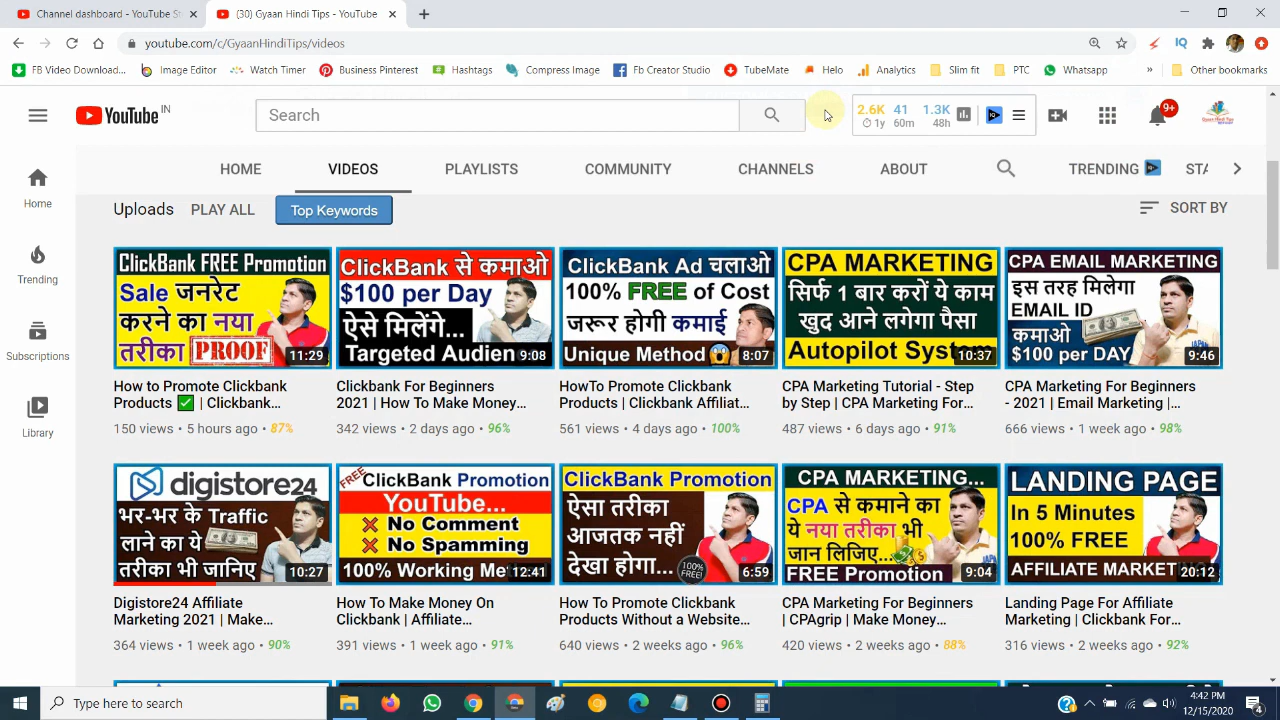 Channel dashboard - YouTube St
(30) Gyaan Hindi Tips - YouTube
youtube.com/c/GyaanHindiTips/videos
FB Video Download... Image Editor Watch Timer Business Pinterest Hashtags Compress Image Fb Creator Studio TubeMate Helo Analytics Slim fit PTC Whatsapp » Other bookmarks
YouTube IN
Search
2.6K 41 1.3K
1y 60m 48h
9+
HOME VIDEOS PLAYLISTS COMMUNITY CHANNELS ABOUT TRENDING STA
Home
Trending
Subscriptions
Library
Uploads PLAY ALL Top Keywords SORT BY
ClickBank FREE Promotion
Sale जनरेट
करने का नया
तरीका PROOF
11:29
ClickBank से कमाओ
$100 per Day
ऐसे मिलेंगे...
Targeted Audien
9:08
ClickBank Ad चलाओ
100% FREE of Cost
जरूर होगी कमाई
Unique Method
8:07
CPA MARKETING
सिर्फ 1 बार करों ये काम
खुद आने लगेगा पैसा
Autopilot System
10:37
CPA EMAIL MARKETING
इस तरह मिलेगा
EMAIL ID
कमाओ
$100 per DAY
9:46
How to Promote Clickbank
Products ✅ | Clickbank...
150 views • 5 hours ago • 87%
Clickbank For Beginners
2021 | How To Make Money...
342 views • 2 days ago • 96%
HowTo Promote Clickbank
Products | Clickbank Affiliat...
561 views • 4 days ago • 100%
CPA Marketing Tutorial - Step
by Step | CPA Marketing For...
487 views • 6 days ago • 91%
CPA Marketing For Beginners
- 2021 | Email Marketing |...
666 views • 1 week ago • 98%
digistore24
भर-भर के Traffic
लाने का ये
तरीका भी जानिए
10:27
FREE ClickBank Promotion
YouTube...
No Comment
No Spamming
100% Working Me
12:41
ClickBank Promotion
ऐसा तरीका
आजतक नहीं
देखा होगा...
100% FREE!
6:59
CPA MARKETING...
CPA से कमाने का
ये नया तरीका भी
जान लिजिए...
FREE Promotion
9:04
LANDING PAGE
In 5 Minutes
100% FREE
AFFILIATE MARKET
20:12
Digistore24 Affiliate
Marketing 2021 | Make...
364 views • 1 week ago • 90%
How To Make Money On
Clickbank | Affiliate...
391 views • 1 week ago • 91%
How To Promote Clickbank
Products Without a Website...
640 views • 2 weeks ago • 96%
CPA Marketing For Beginners
| CPAgrip | Make Money...
420 views • 2 weeks ago • 88%
Landing Page For Affiliate
Marketing | Clickbank For...
316 views • 2 weeks ago • 92%
Type here to search
4:42 PM
12/15/2020
4